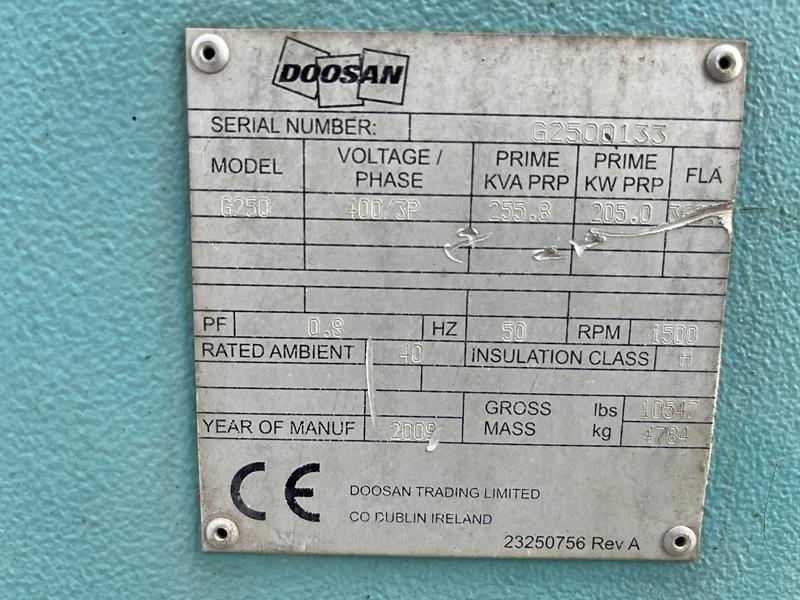 DOOSAN
SERIAL NUMBER: G250Q133
MODEL VOLTAGE / PHASE PRIME KVA PRP PRIME KW PRP FLA
G250 400/3P 255.8 205.0
PF 0.8 HZ 50 RPM 1500
RATED AMBIENT 40 INSULATION CLASS H
GROSS MASS lbs 10547
YEAR OF MANUF 2009 kg 4784
CE DOOSAN TRADING LIMITED
CO DUBLIN IRELAND
23250756 Rev A